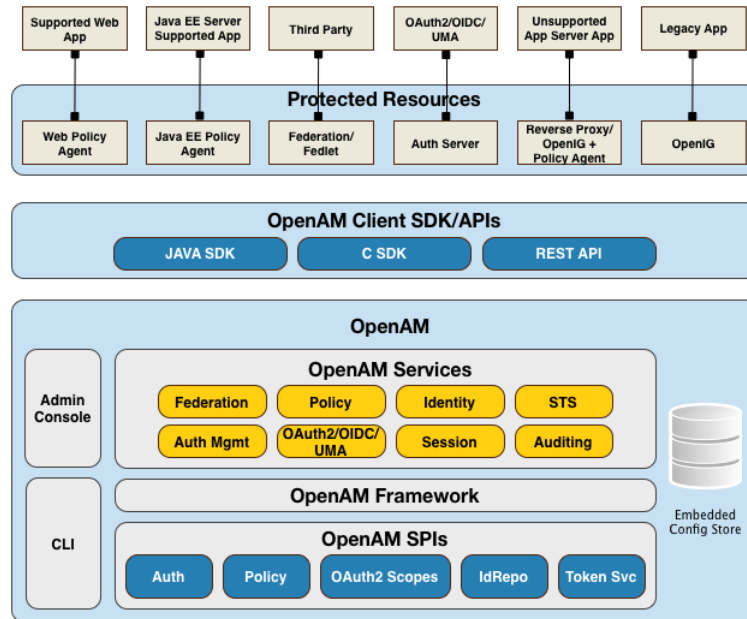 Supported Web
App
Java EE Server
Supported App
Third Party
OAuth2/OIDC/
UMA
Unsupported
App Server App
Legacy App
Protected Resources
Web Policy
Agent
Java EE Policy
Agent
Federation/
Fedlet
Auth Server
Reverse Proxy/
OpenIG +
Policy Agent
OpenIG
OpenAM Client SDK/APIs
JAVA SDK
C SDK
REST API
OpenAM
Admin
Console
OpenAM Services
Federation
Policy
Identity
STS
Auth Mgmt
OAuth2/OIDC/
UMA
Session
Auditing
Embedded
Config Store
CLI
OpenAM Framework
OpenAM SPIs
Auth
Policy
OAuth2 Scopes
IdRepo
Token Svc